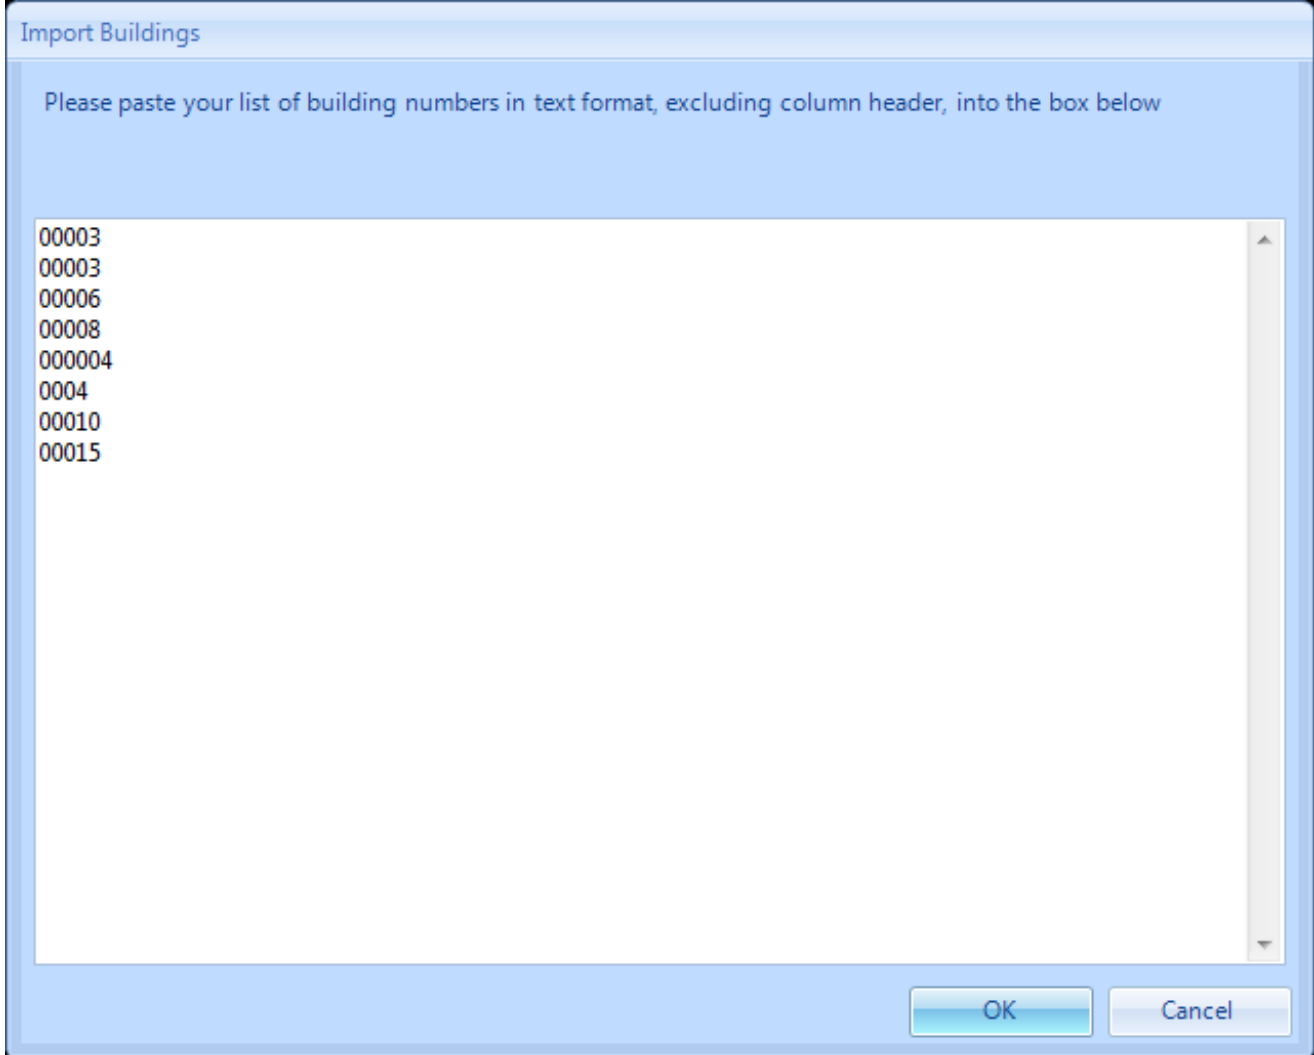 Import Buildings
Please paste your list of building numbers in text format, excluding column header, into the box below
00003
00003
00006
00008
000004
0004
00010
00015
OK Cancel